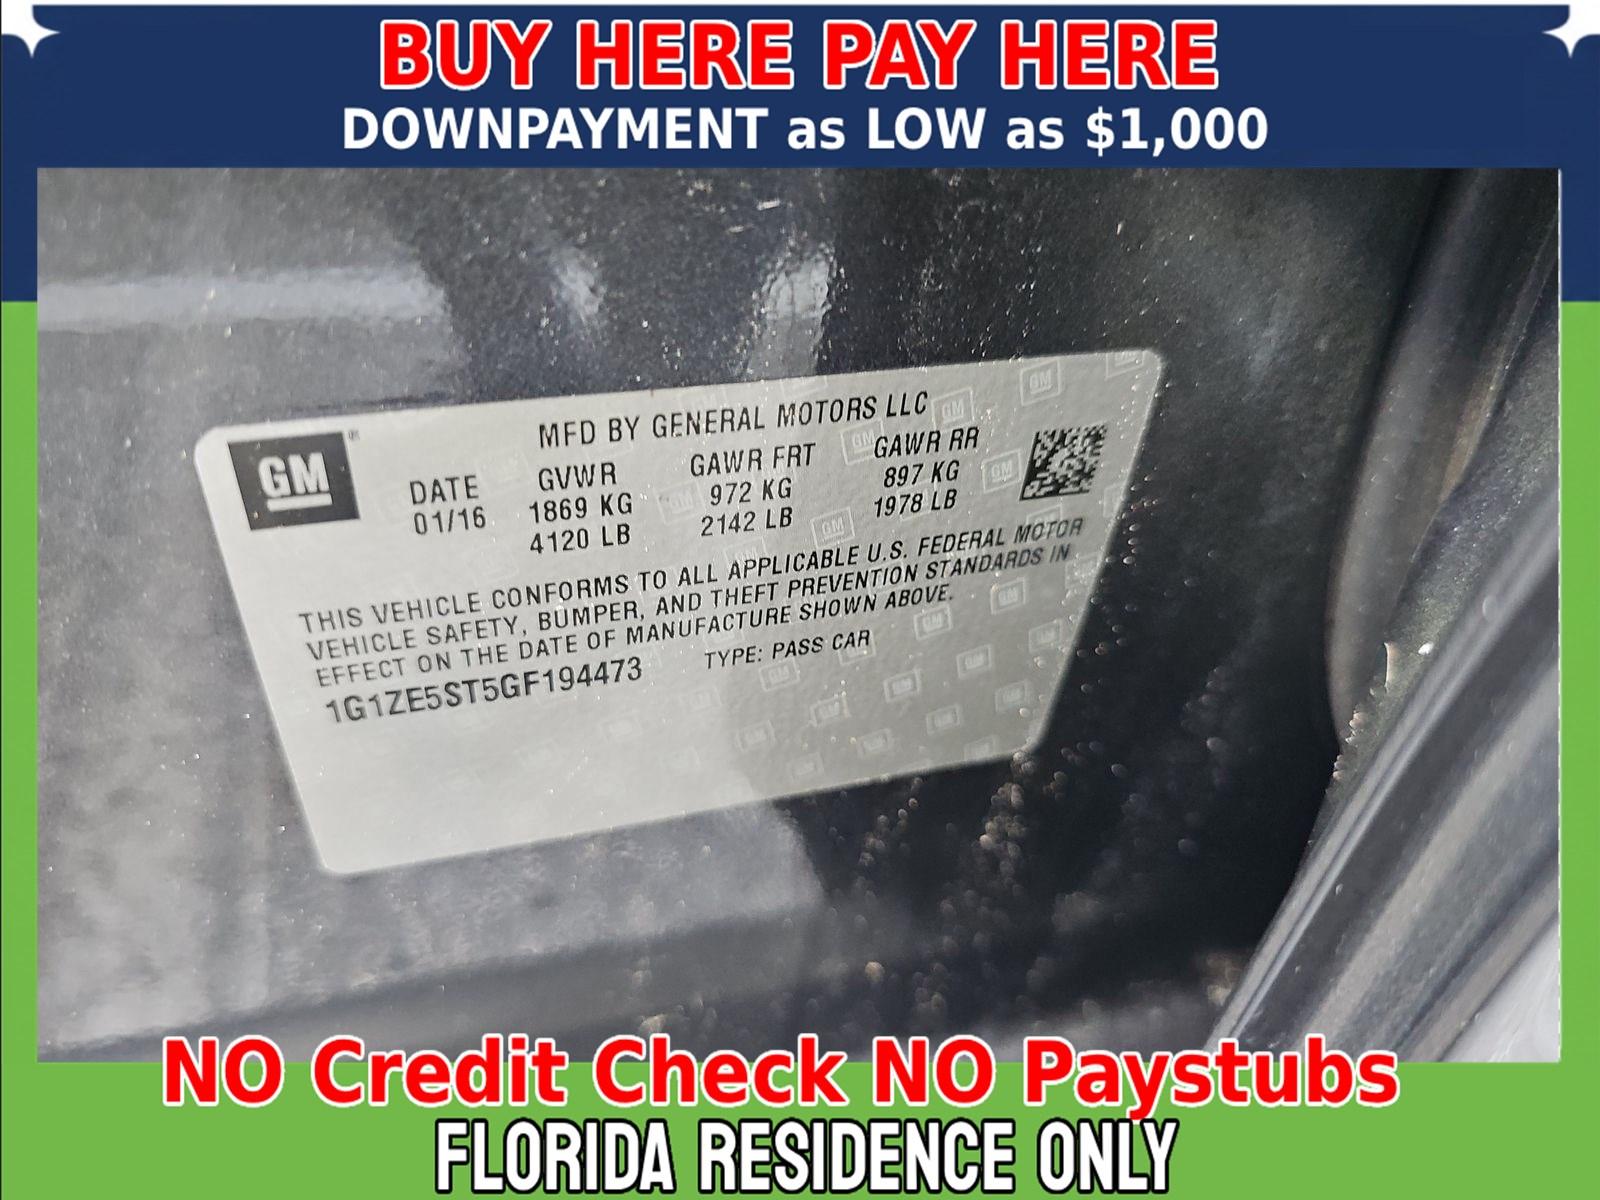 BUY HERE PAY HERE
DOWNPAYMENT as LOW as $1,000
GM
MFD BY GENERAL MOTORS LLC
DATE GVWR GAWR FRT GAWR RR
01/16 1869 KG 972 KG 897 KG
4120 LB 2142 LB 1978 LB
THIS VEHICLE CONFORMS TO ALL APPLICABLE U.S. FEDERAL MOTOR
VEHICLE SAFETY, BUMPER, AND THEFT PREVENTION STANDARDS IN
EFFECT ON THE DATE OF MANUFACTURE SHOWN ABOVE.
1G1ZE5ST5GF194473 TYPE: PASS CAR
NO Credit Check NO Paystubs
FLORIDA RESIDENCE ONLY